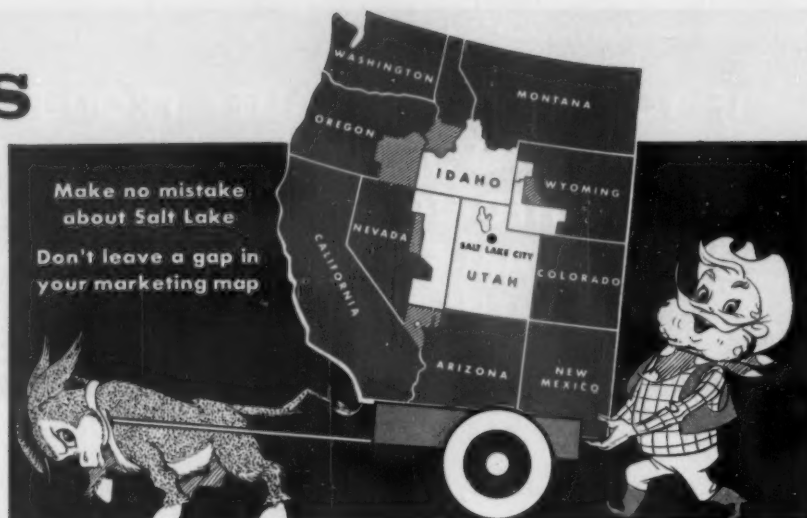 s
Make no mistake
about Salt Lake
Don't leave a gap in
your marketing map
WASHINGTON
MONTANA
OREGON
IDAHO
WYOMING
NEVADA
SALT LAKE CITY
CALIFORNIA
UTAH
COLORADO
ARIZONA
NEW
MEXICO